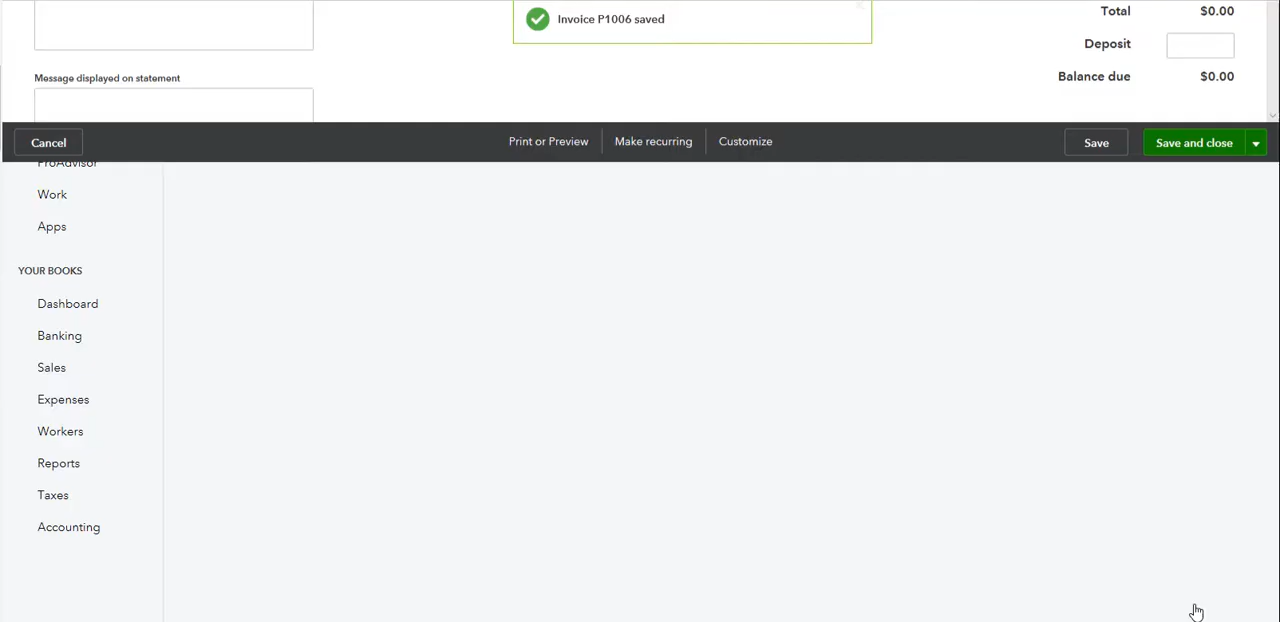 Invoice P1006 saved
Total $0.00
Deposit
Balance due $0.00
Message displayed on statement
Cancel
Print or Preview
Make recurring
Customize
Save
Save and close
ProAdvisor
Work
Apps
YOUR BOOKS
Dashboard
Banking
Sales
Expenses
Workers
Reports
Taxes
Accounting